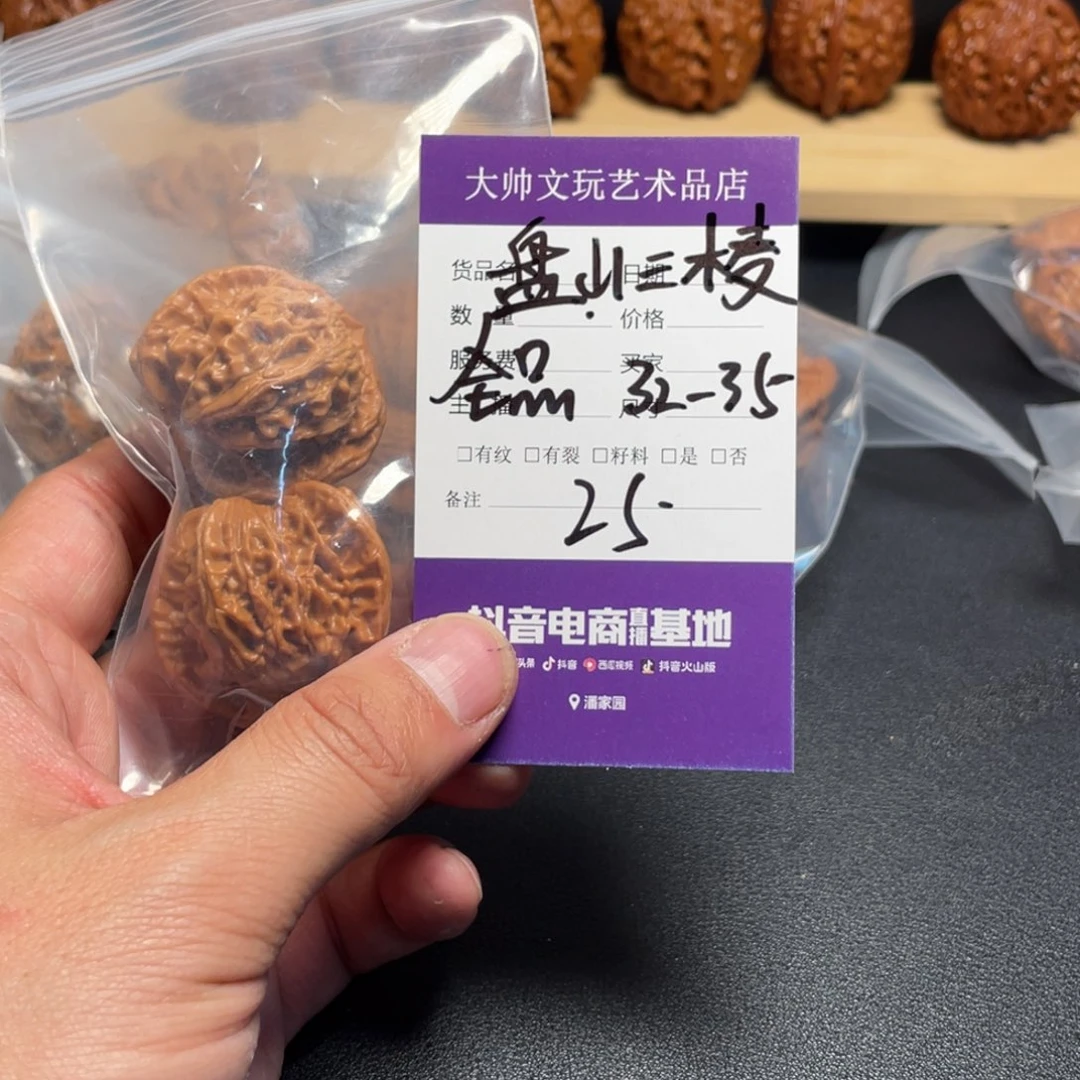 大帅文玩艺术品店
盘山三棱
货品名 日期
数量 价格
服务费 买家
全品 32-35
主播 尺寸
□有纹 □有裂 □籽料 □是 □否
备注 25
抖音电商直播基地
头条 抖音 西瓜视频 抖音火山版
潘家园